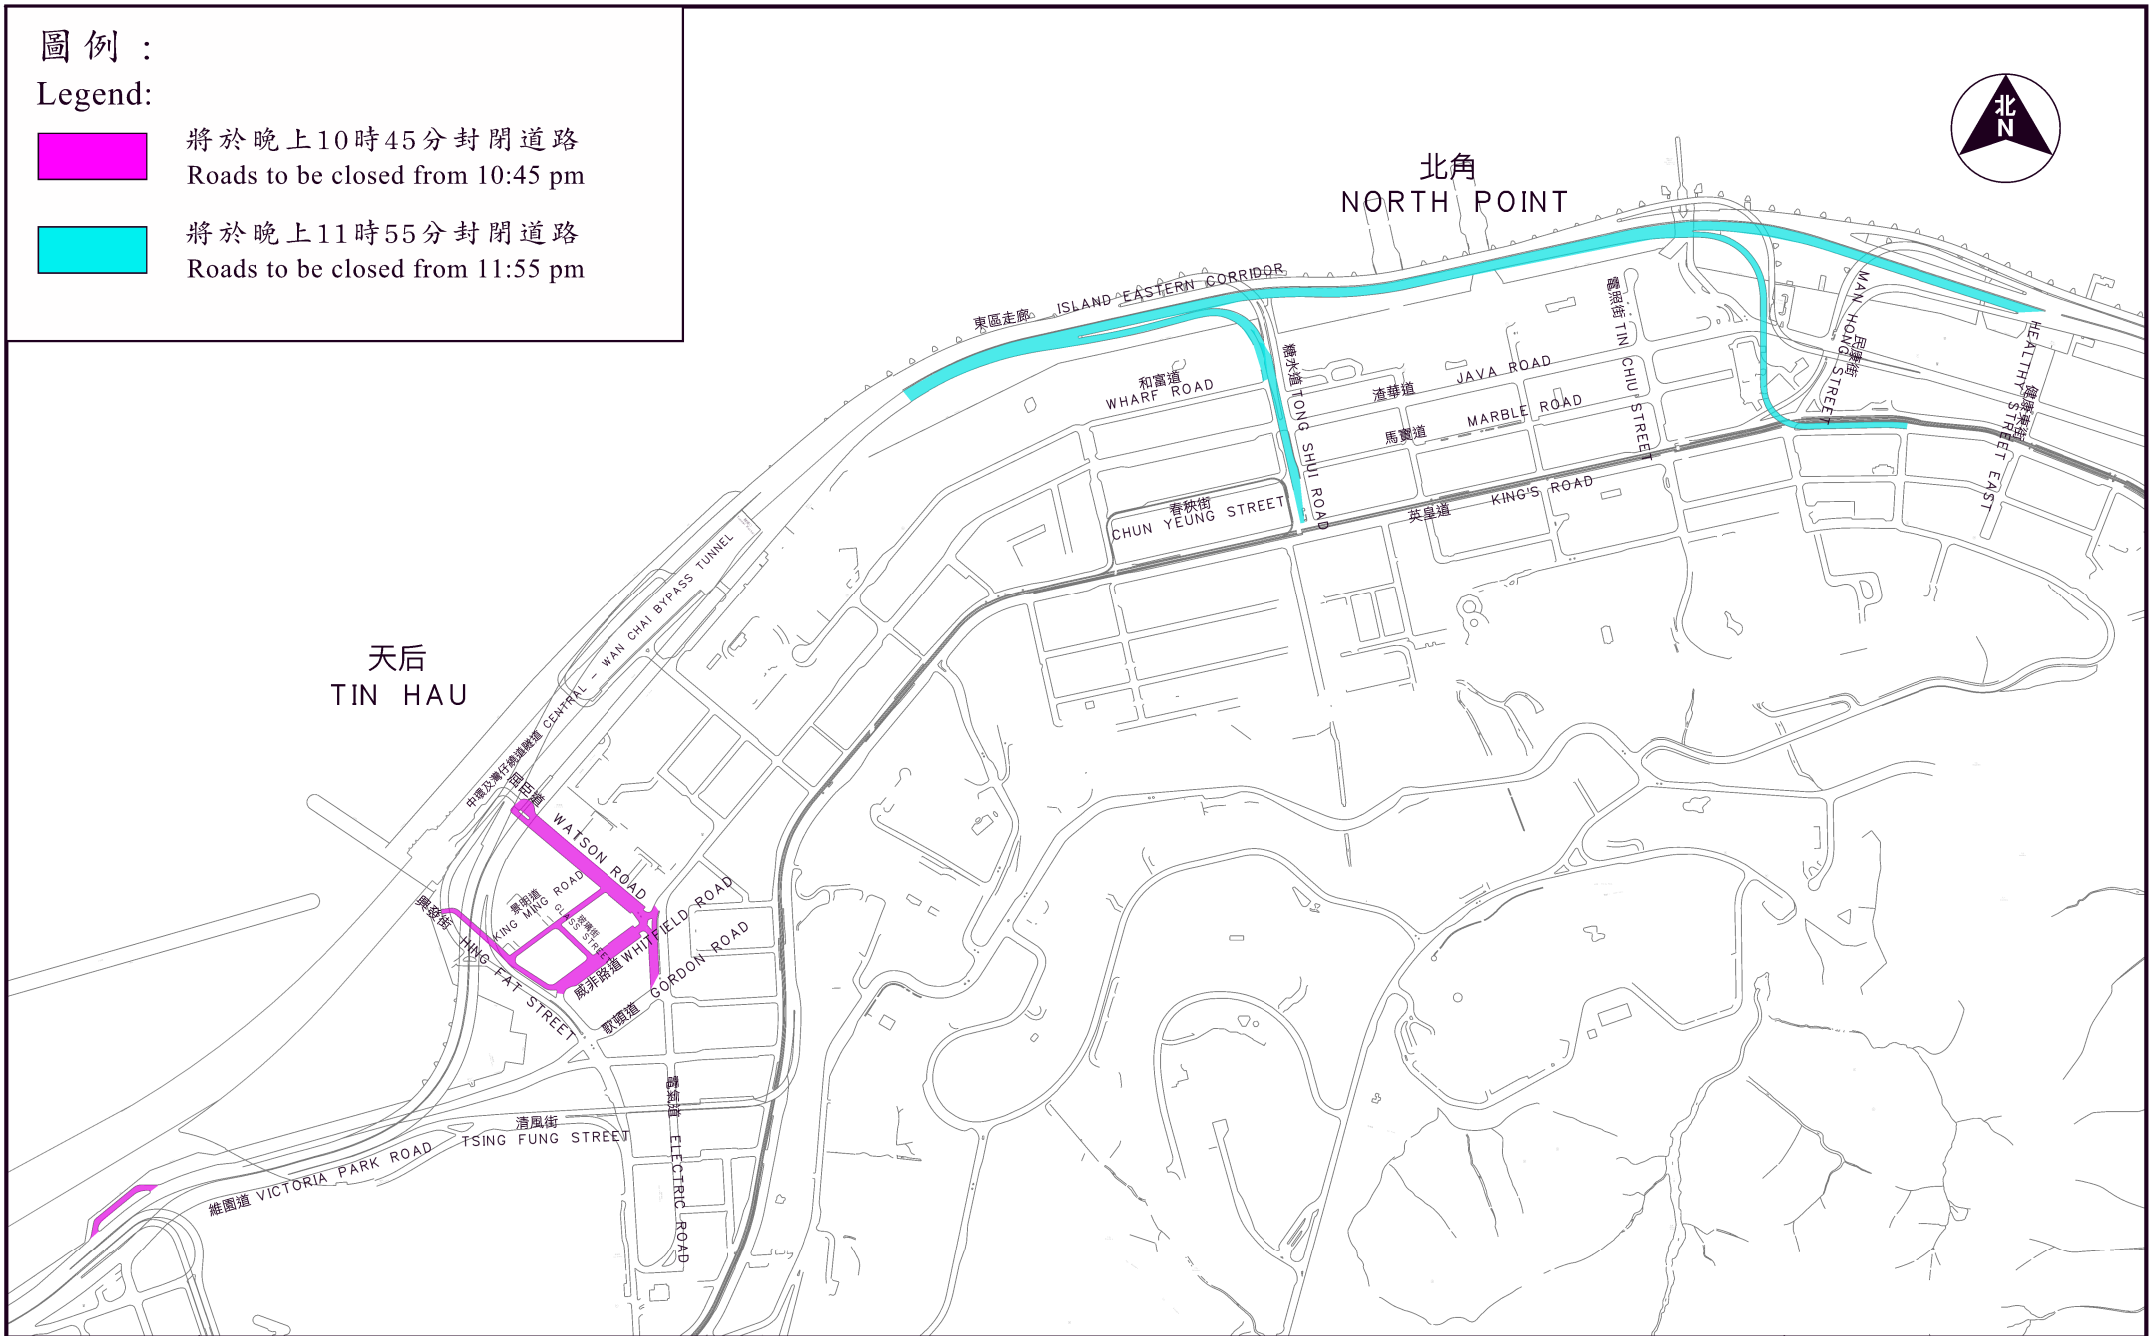 圖例：
Legend:
將於晚上10時45分封閉道路
Roads to be closed from 10:45 pm
將於晚上11時55分封閉道路
Roads to be closed from 11:55 pm
北
N
北角
NORTH POINT
東區走廊 ISLAND EASTERN CORRIDOR
和富道
WHARF ROAD
糖水道 TONG SHUI ROAD
渣華道 JAVA ROAD
馬寶道 MARBLE ROAD
電照街 TIN CHIU STREET
民康街
MAN HONG STREET
健康東街
HEALTHY STREET EAST
春秧街
CHUN YEUNG STREET
英皇道 KING'S ROAD
天后
TIN HAU
中環及灣仔繞道隧道 CENTRAL - WAN CHAI BYPASS TUNNEL
屈臣道
WATSON ROAD
景明道
KING MING ROAD
玻璃街
GLASS STREET
興發街 HING FAT STREET
威非路道 WHITFIELD ROAD
歌頓道 GORDON ROAD
電氣道 ELECTRIC ROAD
清風街
TSING FUNG STREET
維園道 VICTORIA PARK ROAD